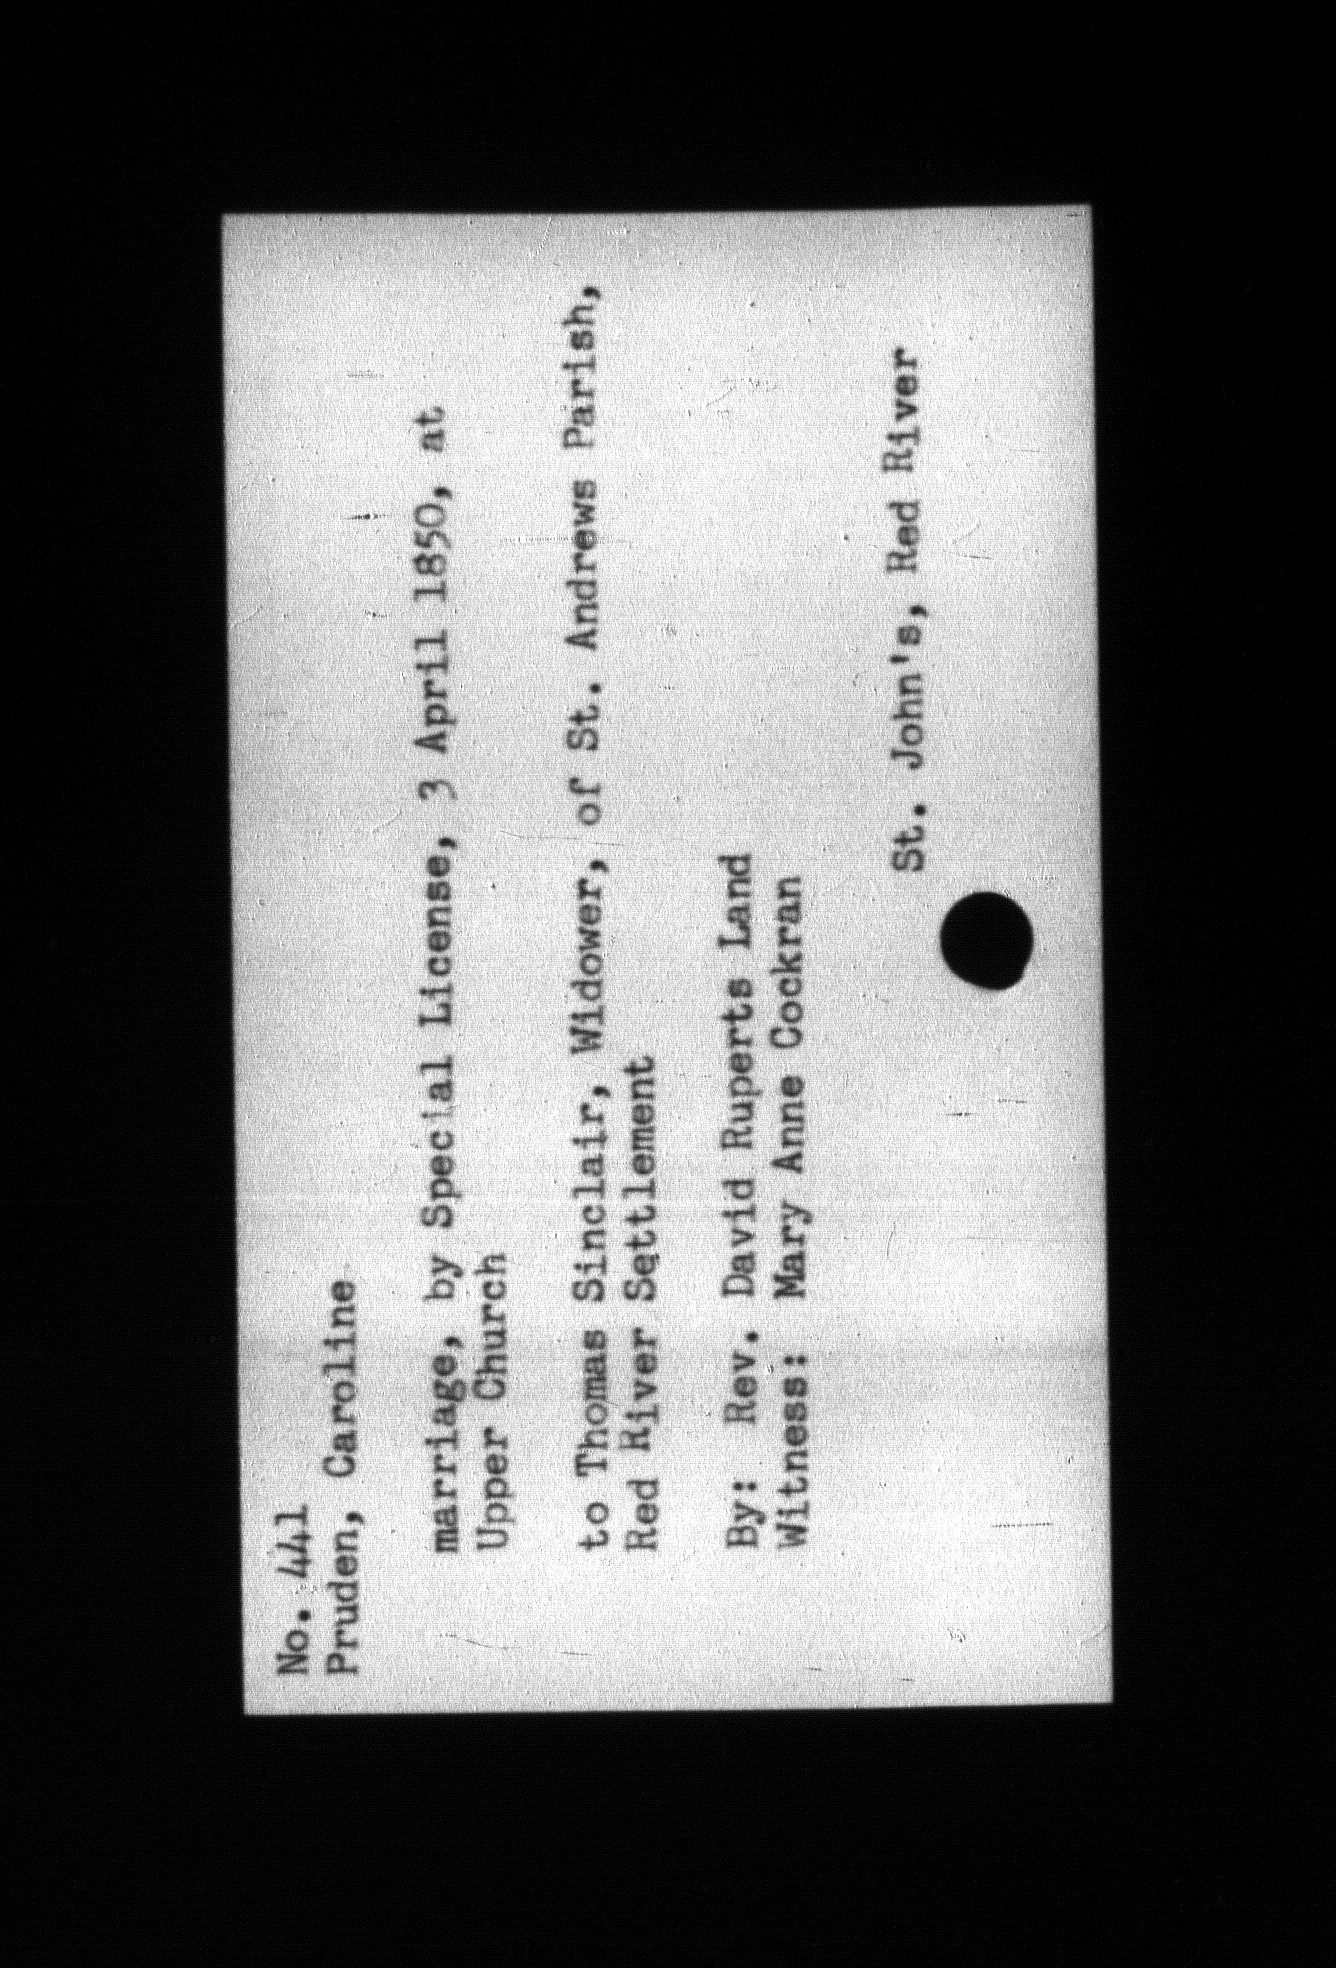 No. 441
Pruden, Caroline
marriage, by Special License, 3 April 1850, at
Upper Church
to Thomas Sinclair, Widower, of St. Andrews Parish,
Red River Settlement
By: Rev. David Ruperts Land
Witness: Mary Anne Cockran
St. John's, Red River